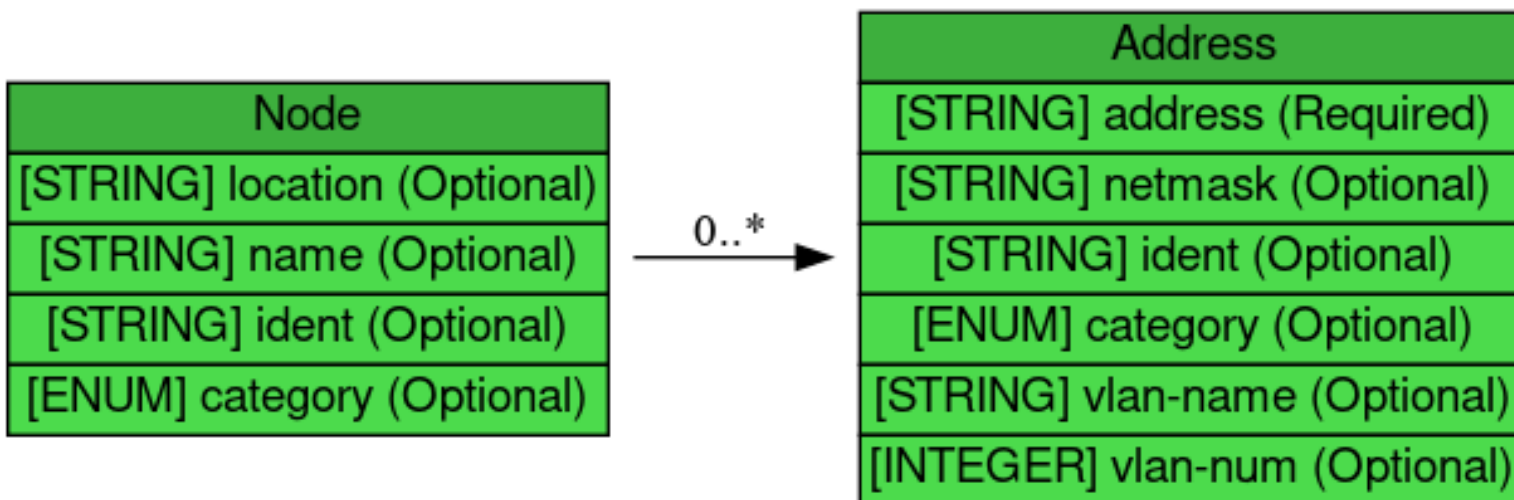 Node
[STRING] location (Optional)
[STRING] name (Optional)
[STRING] ident (Optional)
[ENUM] category (Optional)
0..*
Address
[STRING] address (Required)
[STRING] netmask (Optional)
[STRING] ident (Optional)
[ENUM] category (Optional)
[STRING] vlan-name (Optional)
[INTEGER] vlan-num (Optional)